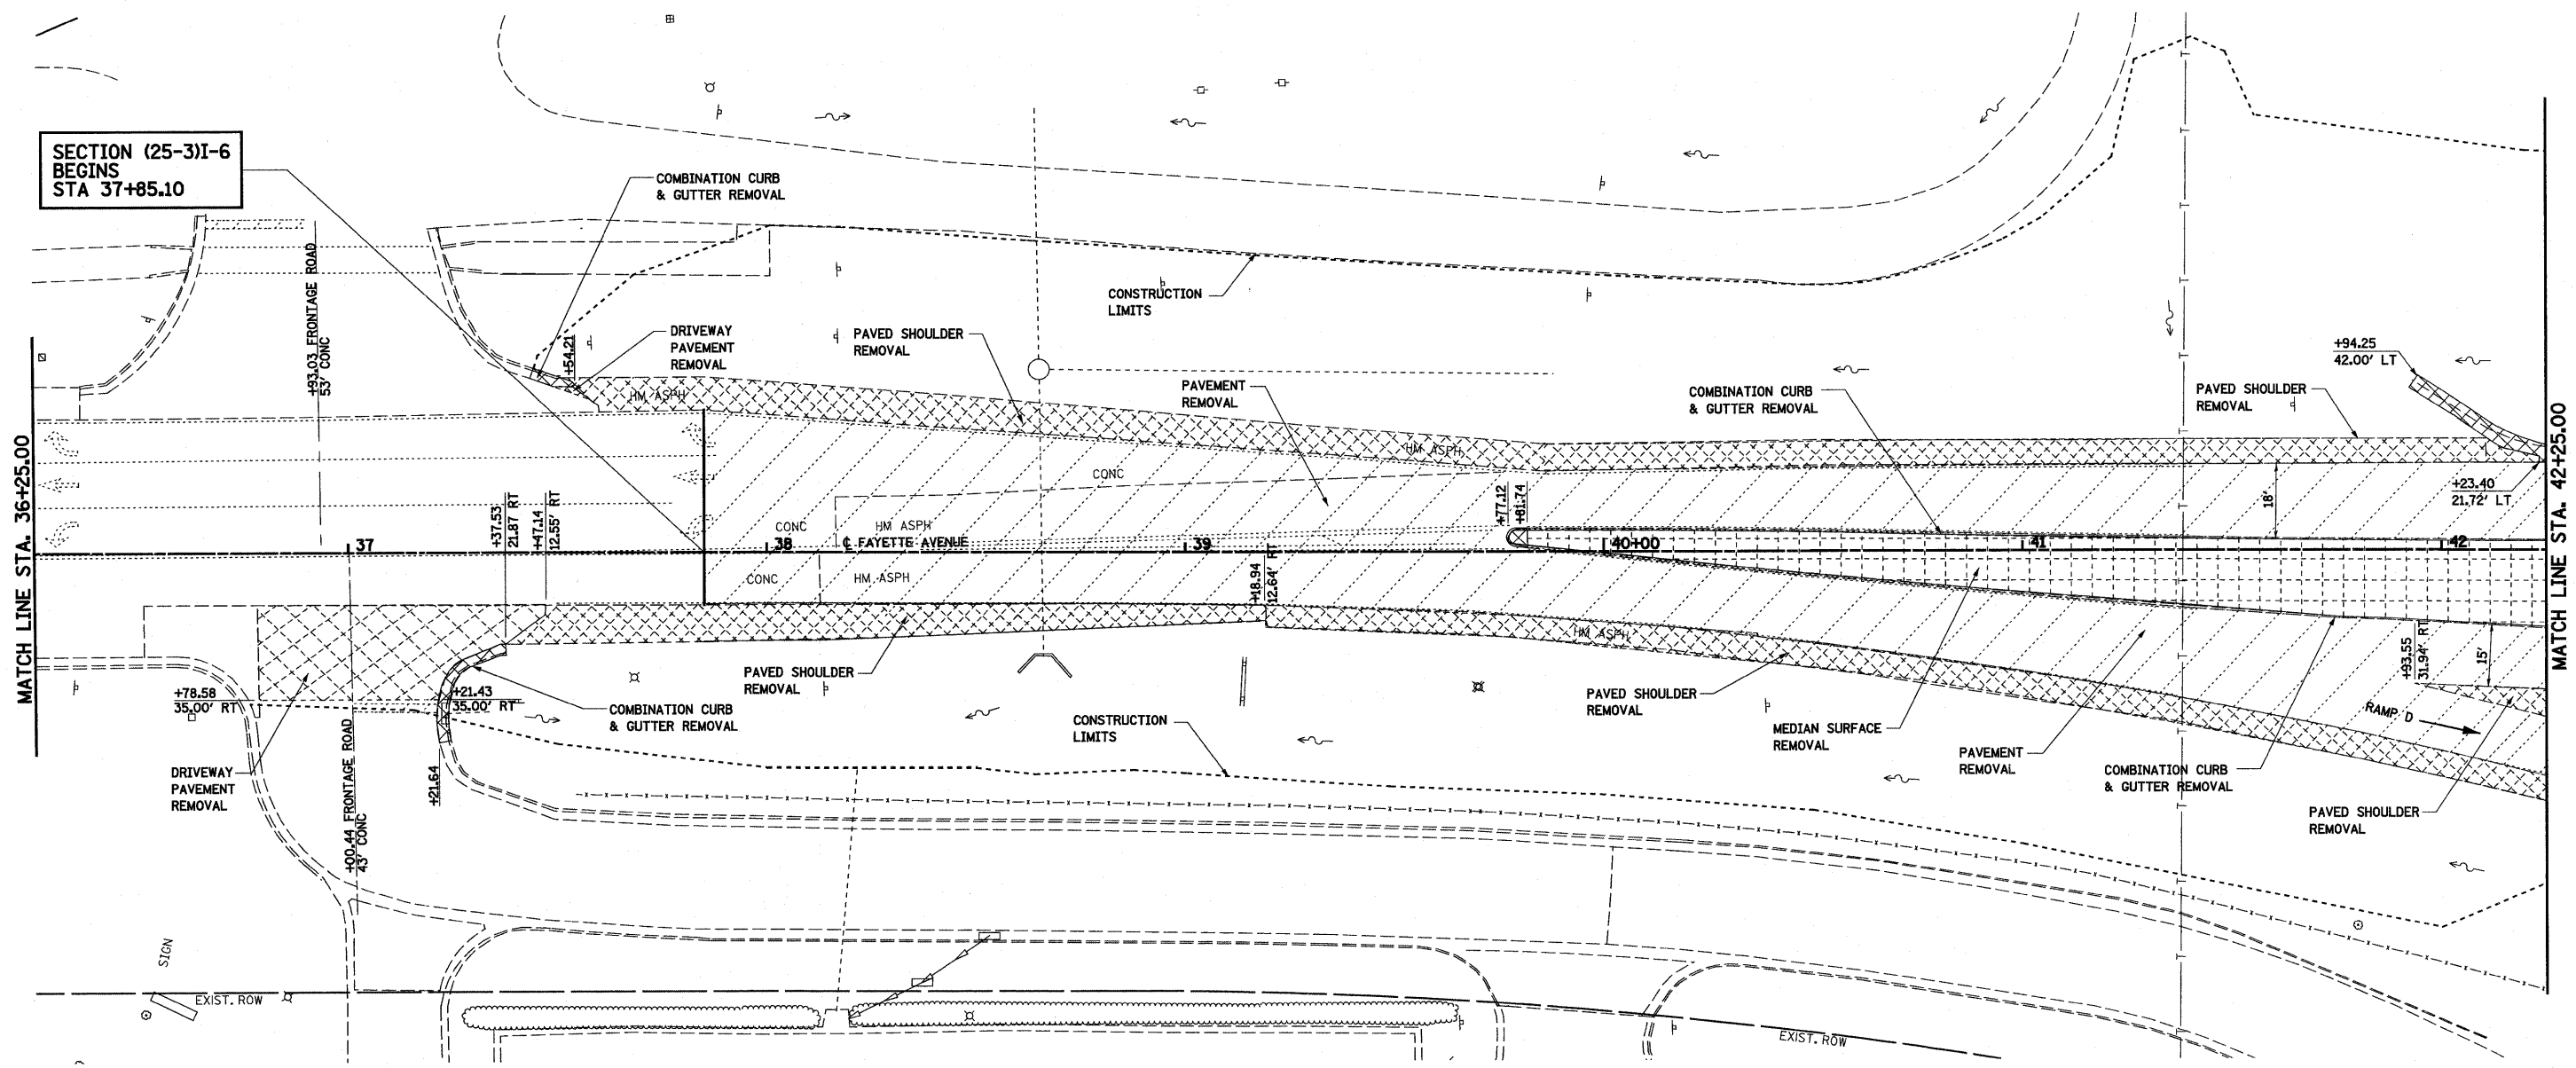 SECTION (25-3)I-6
BEGINS
STA 37+85.10
COMBINATION CURB
& GUTTER REMOVAL
+93.03 FRONTAGE ROAD
53' CONC
CONSTRUCTION
LIMITS
DRIVEWAY
PAVEMENT
REMOVAL
+54.21
PAVED SHOULDER
REMOVAL
HM ASPH
PAVEMENT
REMOVAL
COMBINATION CURB
& GUTTER REMOVAL
+94.25
42.00' LT
PAVED SHOULDER
REMOVAL
MATCH LINE STA. 36+25.00
MATCH LINE STA. 42+25.00
HM ASPH
CONC
+23.40
21.72' LT
18'
+77.12
+81.74
+37.53
21.87' RT
+47.14
12.55' RT
CONC
HM ASPH
℄ FAYETTE AVENUE
37
38
39
40+00
41
42
CONC
HM ASPH
+18.94
12.64' RT
HM ASPH
+93.55
31.94' RT
15'
+78.58
35.00' RT
+21.43
35.00' RT
PAVED SHOULDER
REMOVAL
COMBINATION CURB
& GUTTER REMOVAL
CONSTRUCTION
LIMITS
PAVED SHOULDER
REMOVAL
MEDIAN SURFACE
REMOVAL
RAMP D
PAVEMENT
REMOVAL
COMBINATION CURB
& GUTTER REMOVAL
PAVED SHOULDER
REMOVAL
DRIVEWAY
PAVEMENT
REMOVAL
+21.64
+00.44 FRONTAGE ROAD
43' CONC
SIGN
EXIST. ROW
EXIST. ROW